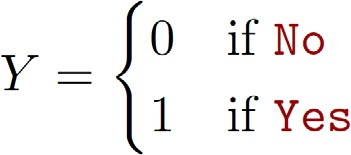 Y = { 0 if No
1 if Yes